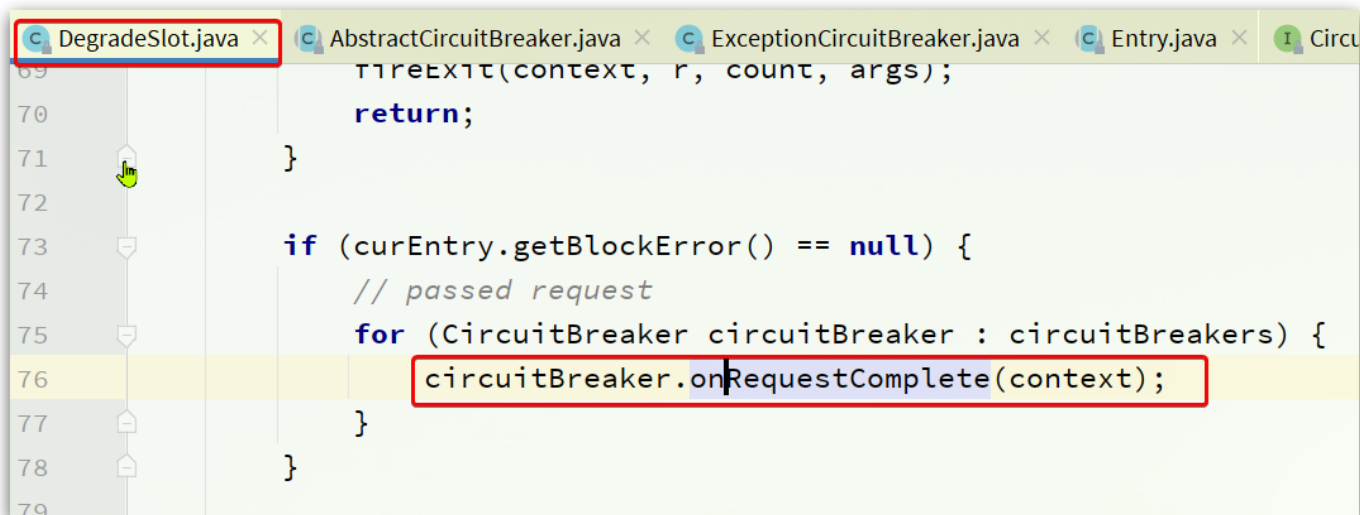 DegradeSlot.java AbstractCircuitBreaker.java ExceptionCircuitBreaker.java Entry.java Circu
69 fireExit(context, r, count, args);
70 return;
71 }
72
73 if (curEntry.getBlockError() == null) {
74 // passed request
75 for (CircuitBreaker circuitBreaker : circuitBreakers) {
76 circuitBreaker.onRequestComplete(context);
77 }
78 }
79